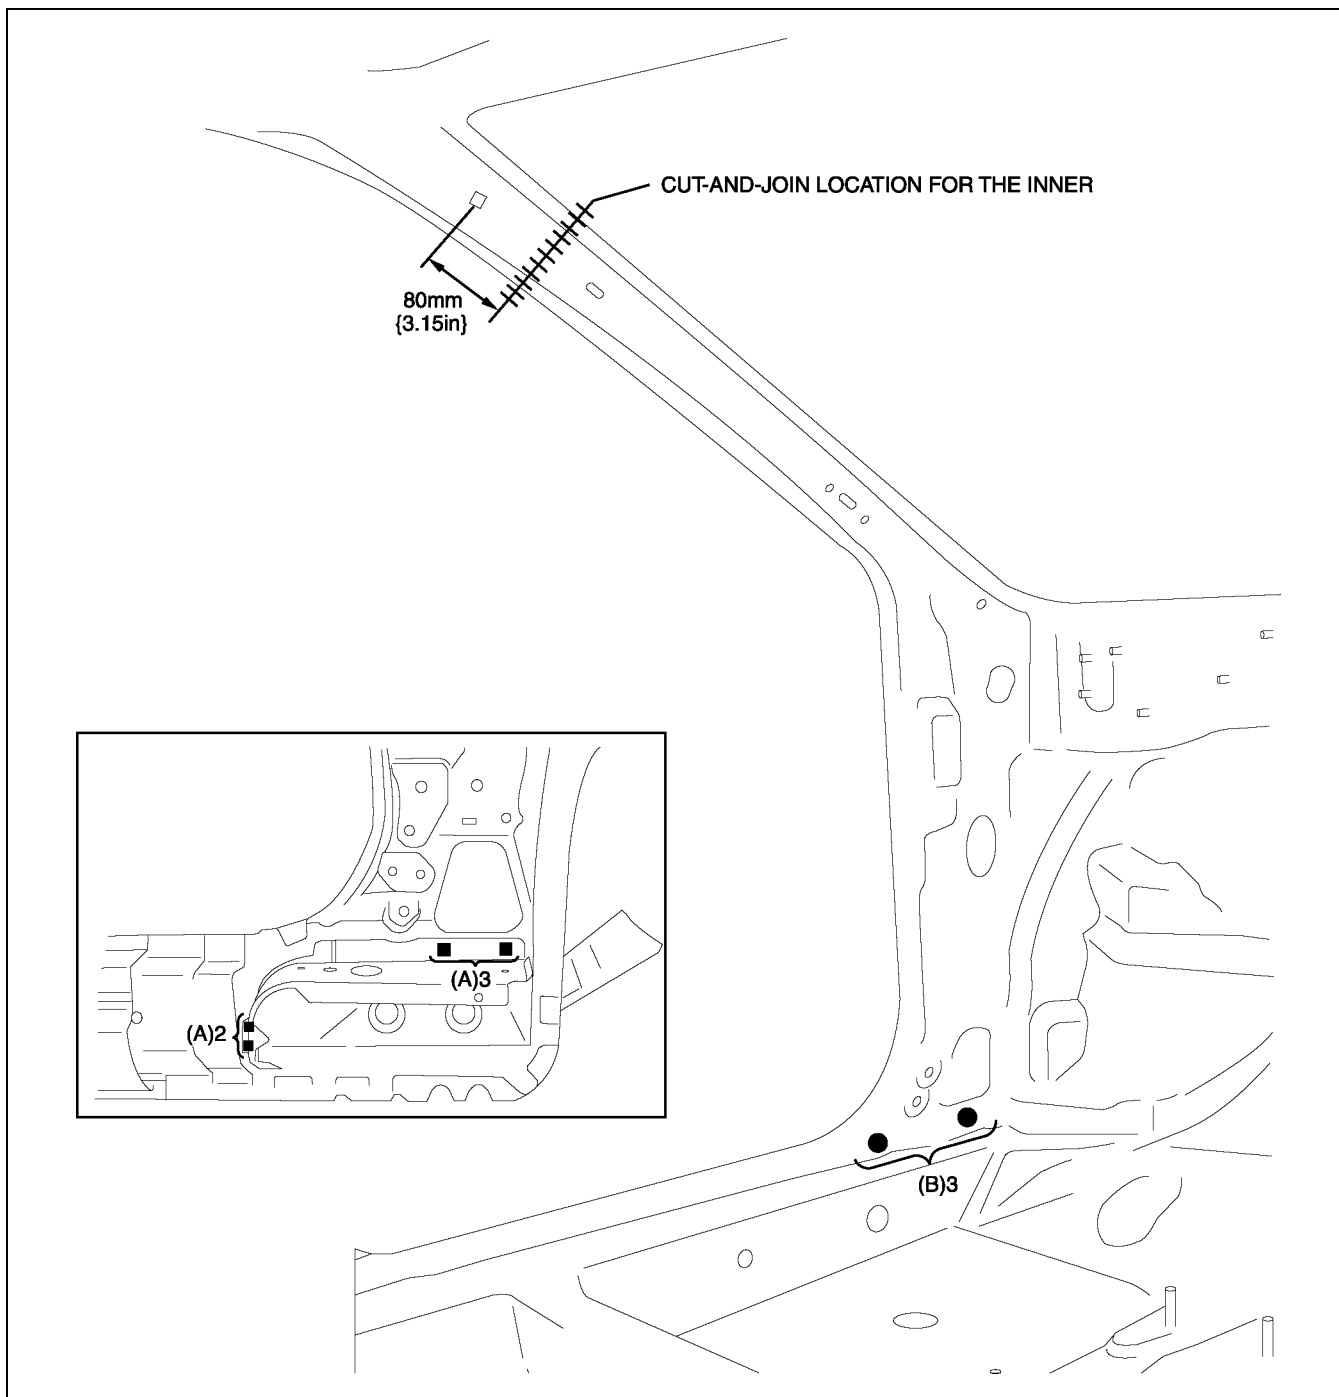 CUT-AND-JOIN LOCATION FOR THE INNER
80mm
{3.15in}
(A)3
(A)2
(B)3